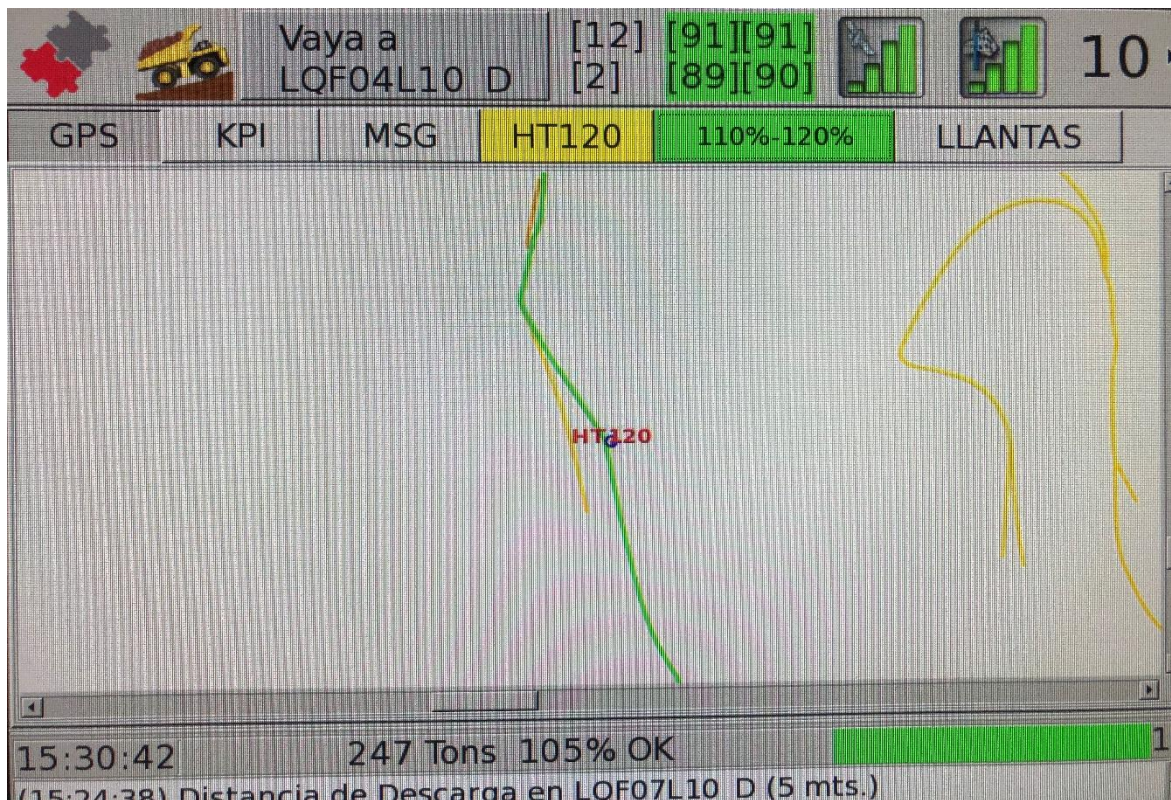 Vaya a
LQF04L10 D
[12] [91][91]
[2] [89][90]
10
GPS KPI MSG HT120 110%-120% LLANTAS
HT120
15:30:42 247 Tons 105% OK 1
(15:24:38) Distancia de Descarga en LQF07L10 D (5 mts.)